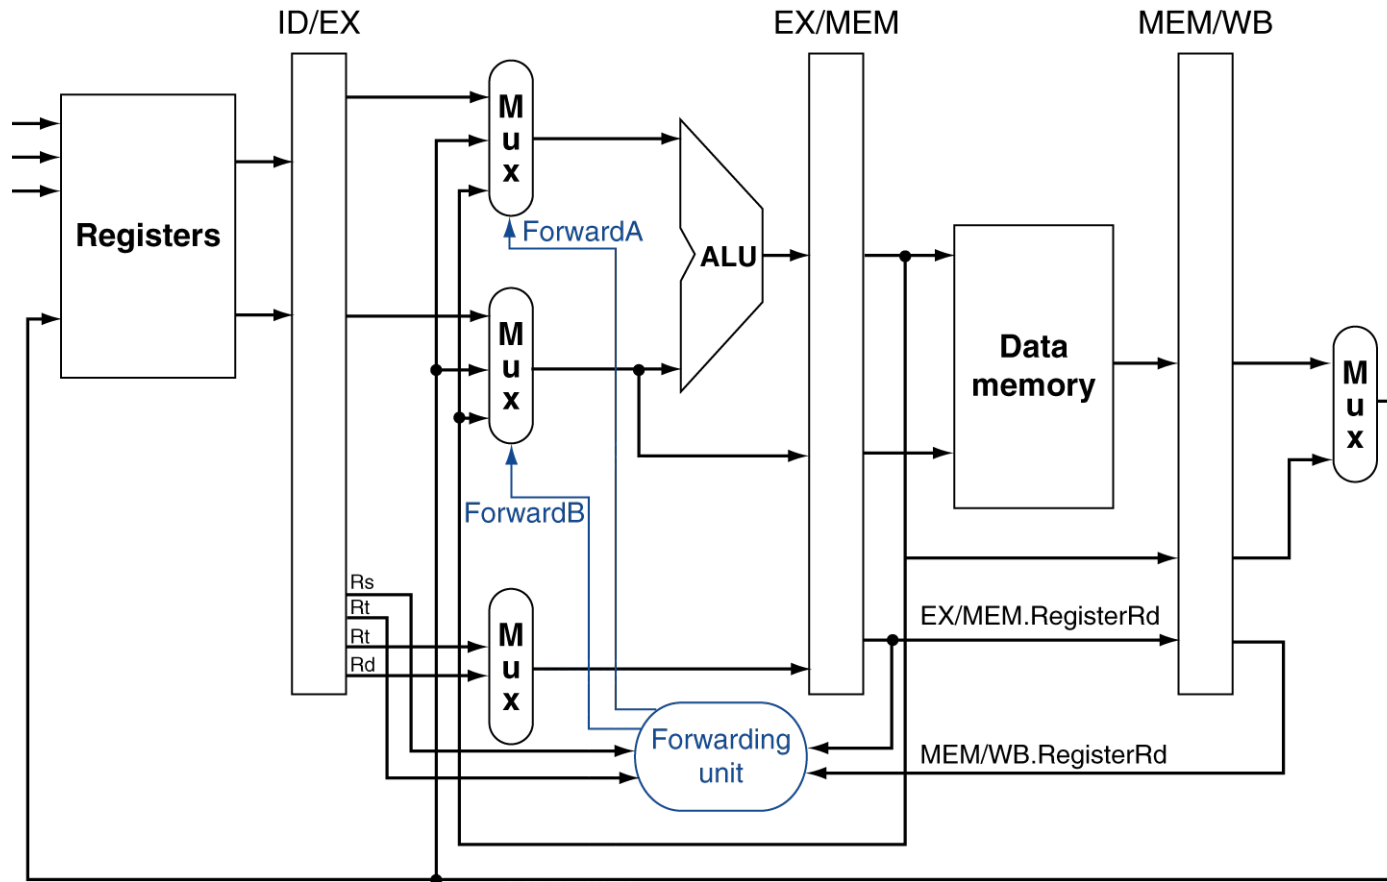 ID/EX
EX/MEM
MEM/WB
M
u
x
Registers
ForwardA
ALU
M
u
x
Data
memory
M
u
x
ForwardB
Rs
Rt
Rt
Rd
M
u
x
EX/MEM.RegisterRd
Forwarding
unit
MEM/WB.RegisterRd